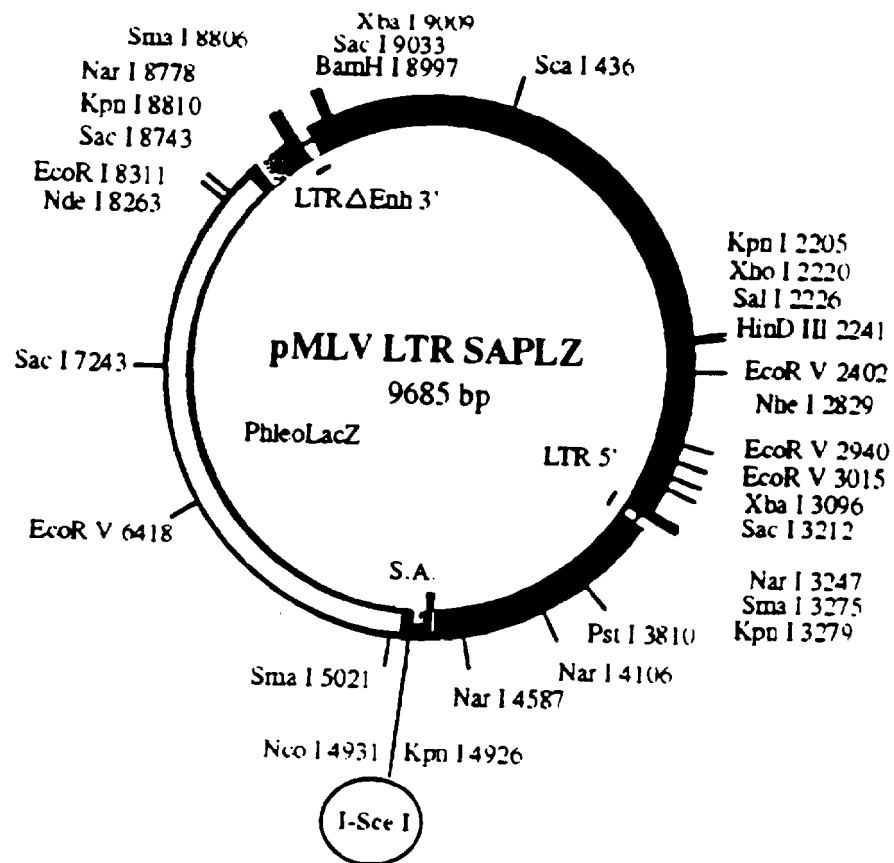 Xba I 9009
Sma I 8806
Sac I 9033
Nar I 8778
BamH I 8997
Sca I 436
Kpn I 8810
Sac I 8743
EcoR I 8311
Nde I 8263
LTR Δ Enh 3'
Kpn I 2205
Xho I 2220
Sal I 2226
HinD III 2241
pMLV LTR SAPLZ
9685 bp
Sac I 7243
EcoR V 2402
Nhe I 2829
PhleoLacZ
LTR 5'
EcoR V 2940
EcoR V 3015
Xba I 3096
Sac I 3212
EcoR V 6418
S.A.
Nar I 3247
Sma I 3275
Kpn I 3279
Pst I 3810
Nar I 4106
Sma I 5021
Nar I 4587
Nco I 4931
Kpn I 4926
I-Sce I